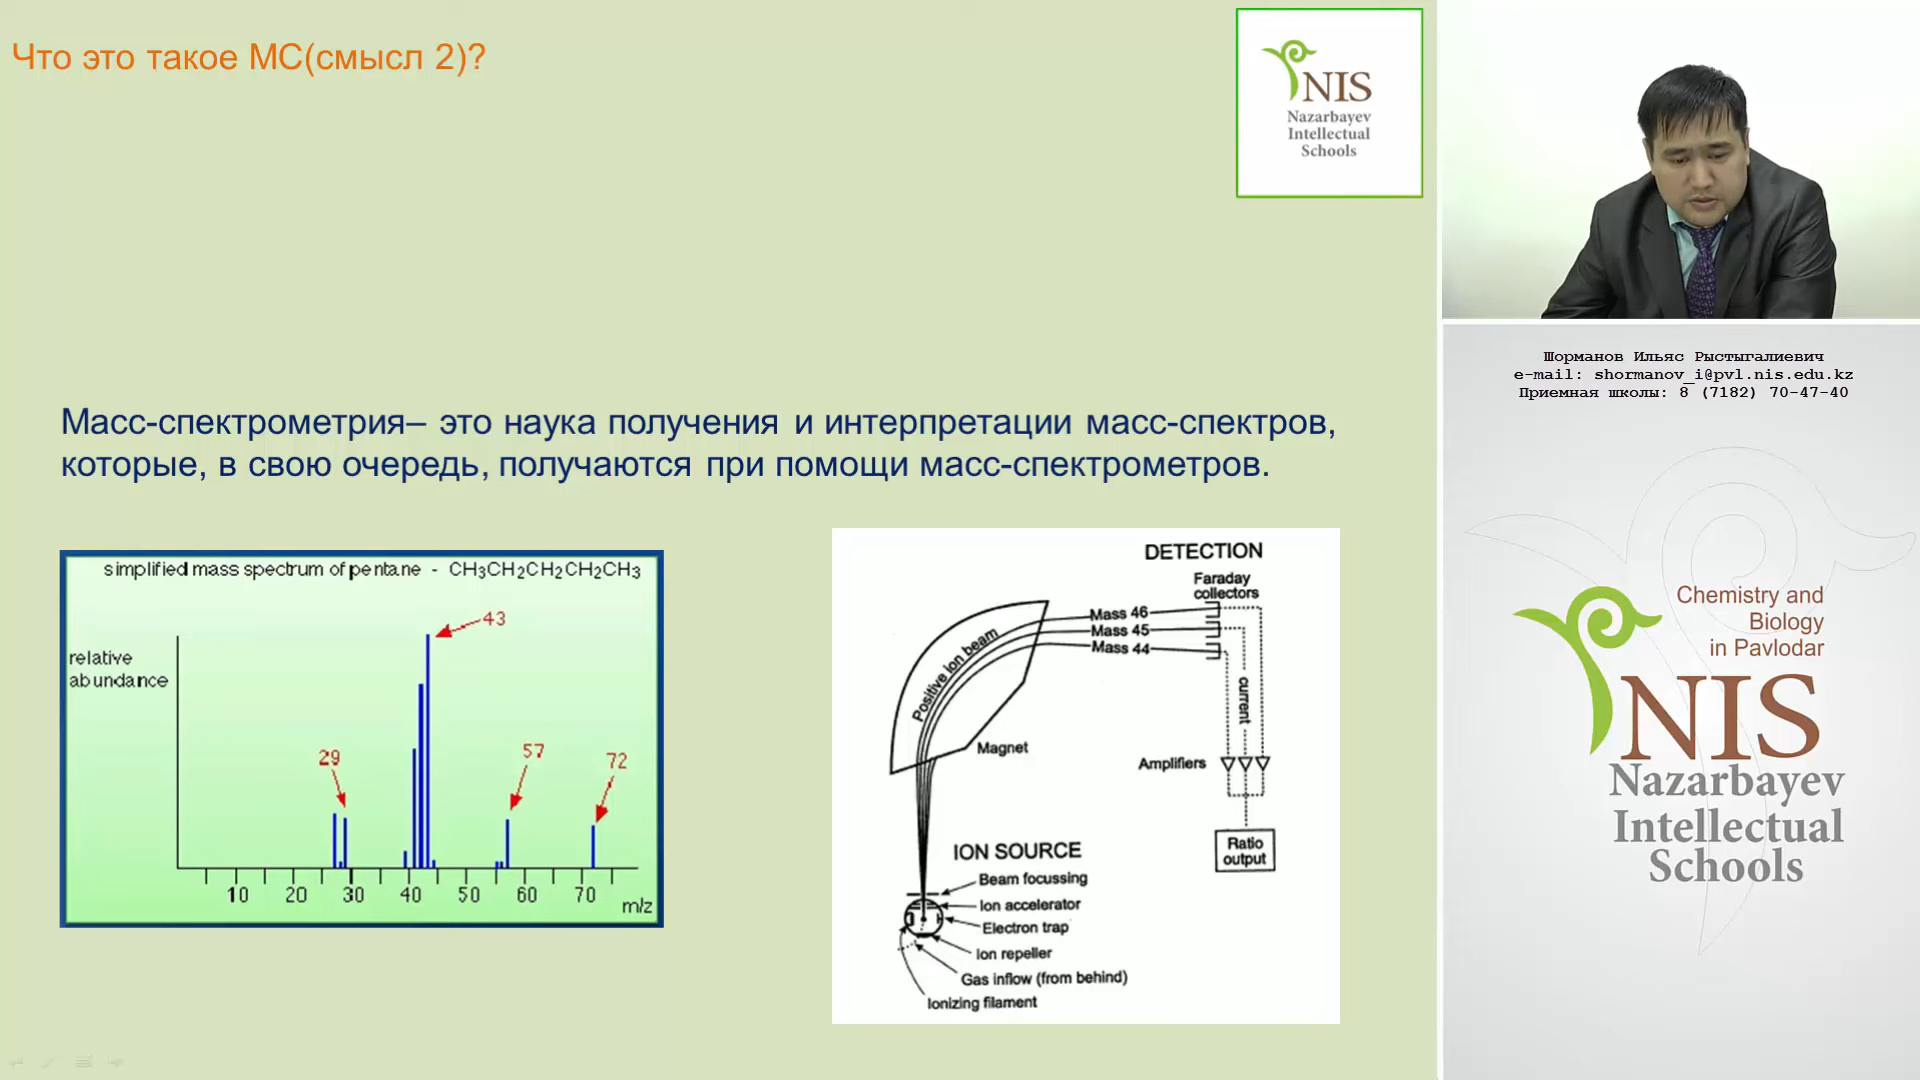 Что это такое МС(смысл 2)?
NIS
Nazarbayev
Intellectual
Schools
Масс-спектрометрия– это наука получения и интерпретации масс-спектров,
которые, в свою очередь, получаются при помощи масс-спектрометров.
simplified mass spectrum of pentane - CH3CH2CH2CH2CH3
43
relative
abundance
29
57
72
10 20 30 40 50 60 70
m/z
DETECTION
Faraday
collectors
Mass 46
Mass 45
Mass 44
Positive ion beam
current
Magnet
Amplifiers
Ratio
output
ION SOURCE
Beam focussing
Ion accelerator
Electron trap
Ion repeller
Gas inflow (from behind)
Ionizing filament
Шорманов Ильяс Рыстыгалиевич
e-mail: shormanov_i@pvl.nis.edu.kz
Приемная школы: 8 (7182) 70-47-40
Chemistry and
Biology
in Pavlodar
NIS
Nazarbayev
Intellectual
Schools